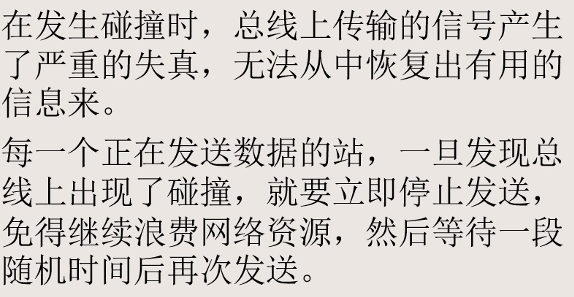 在发生碰撞时，总线上传输的信号产生
了严重的失真，无法从中恢复出有用的
信息来。
每一个正在发送数据的站，一旦发现总
线上出现了碰撞，就要立即停止发送，
免得继续浪费网络资源，然后等待一段
随机时间后再次发送。